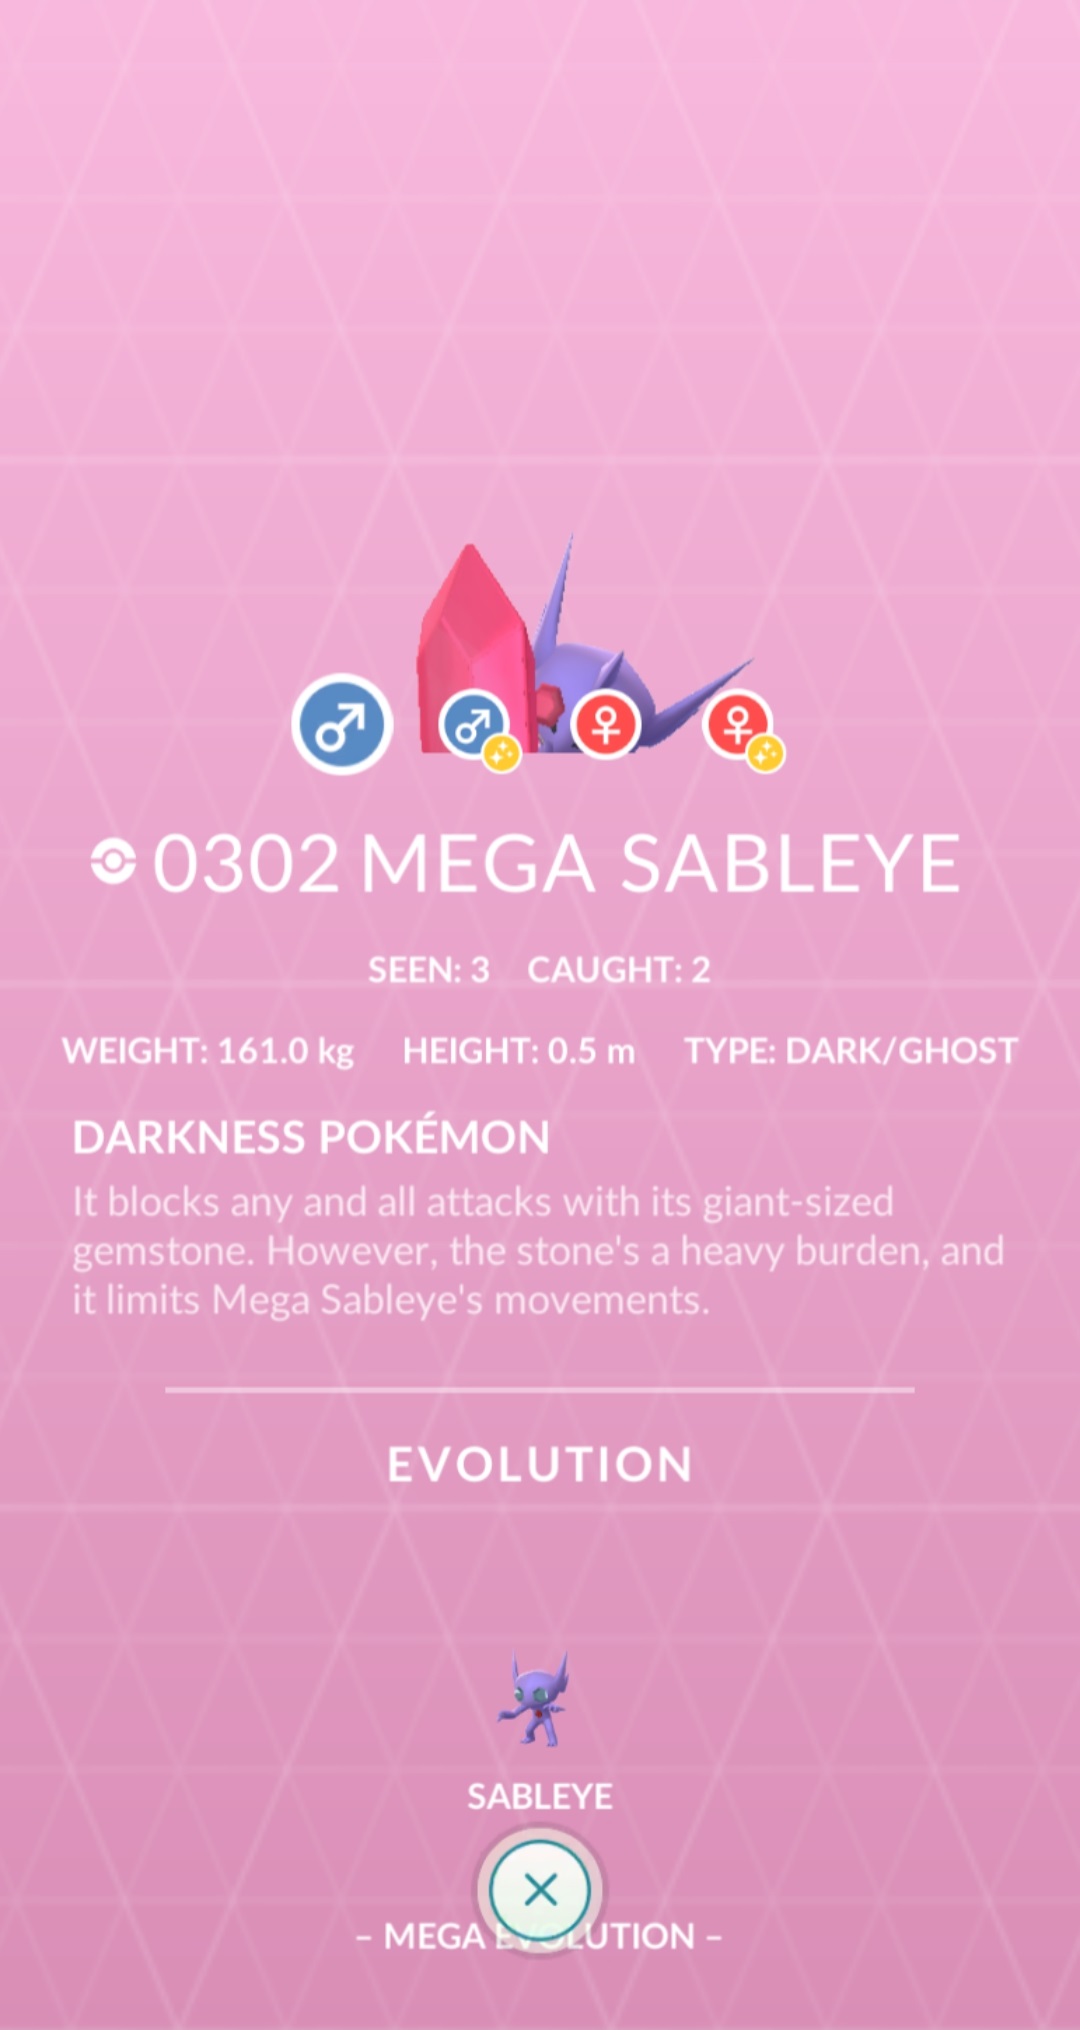 0302 MEGA SABLEYE
SEEN: 3 CAUGHT: 2
WEIGHT: 161.0 kg HEIGHT: 0.5 m TYPE: DARK/GHOST
DARKNESS POKÉMON
It blocks any and all attacks with its giant-sized
gemstone. However, the stone's a heavy burden, and
it limits Mega Sableye's movements.
EVOLUTION
SABLEYE
– MEGA EVOLUTION –